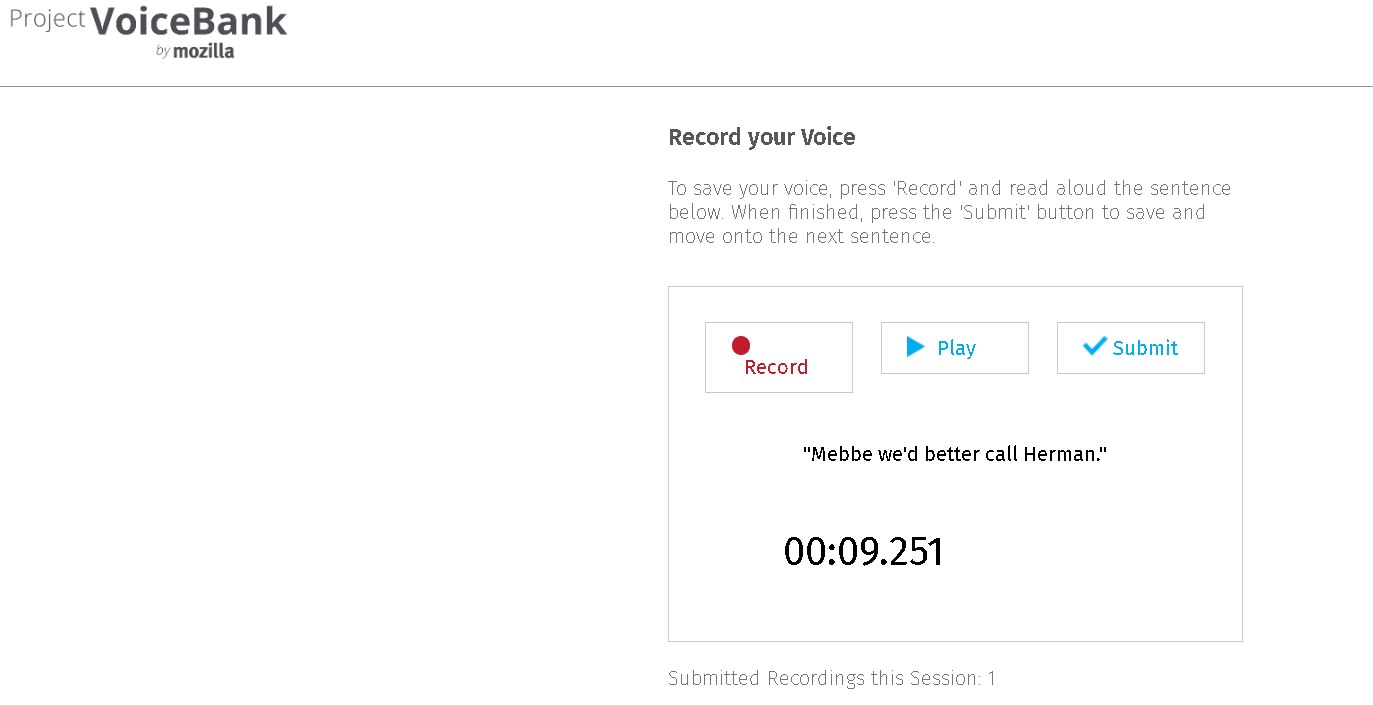 Project VoiceBank
by mozilla
Record your Voice
To save your voice, press 'Record' and read aloud the sentence
below. When finished, press the 'Submit' button to save and
move onto the next sentence.
Record
Play
Submit
"Mebbe we'd better call Herman."
00:09.251
Submitted Recordings this Session: 1